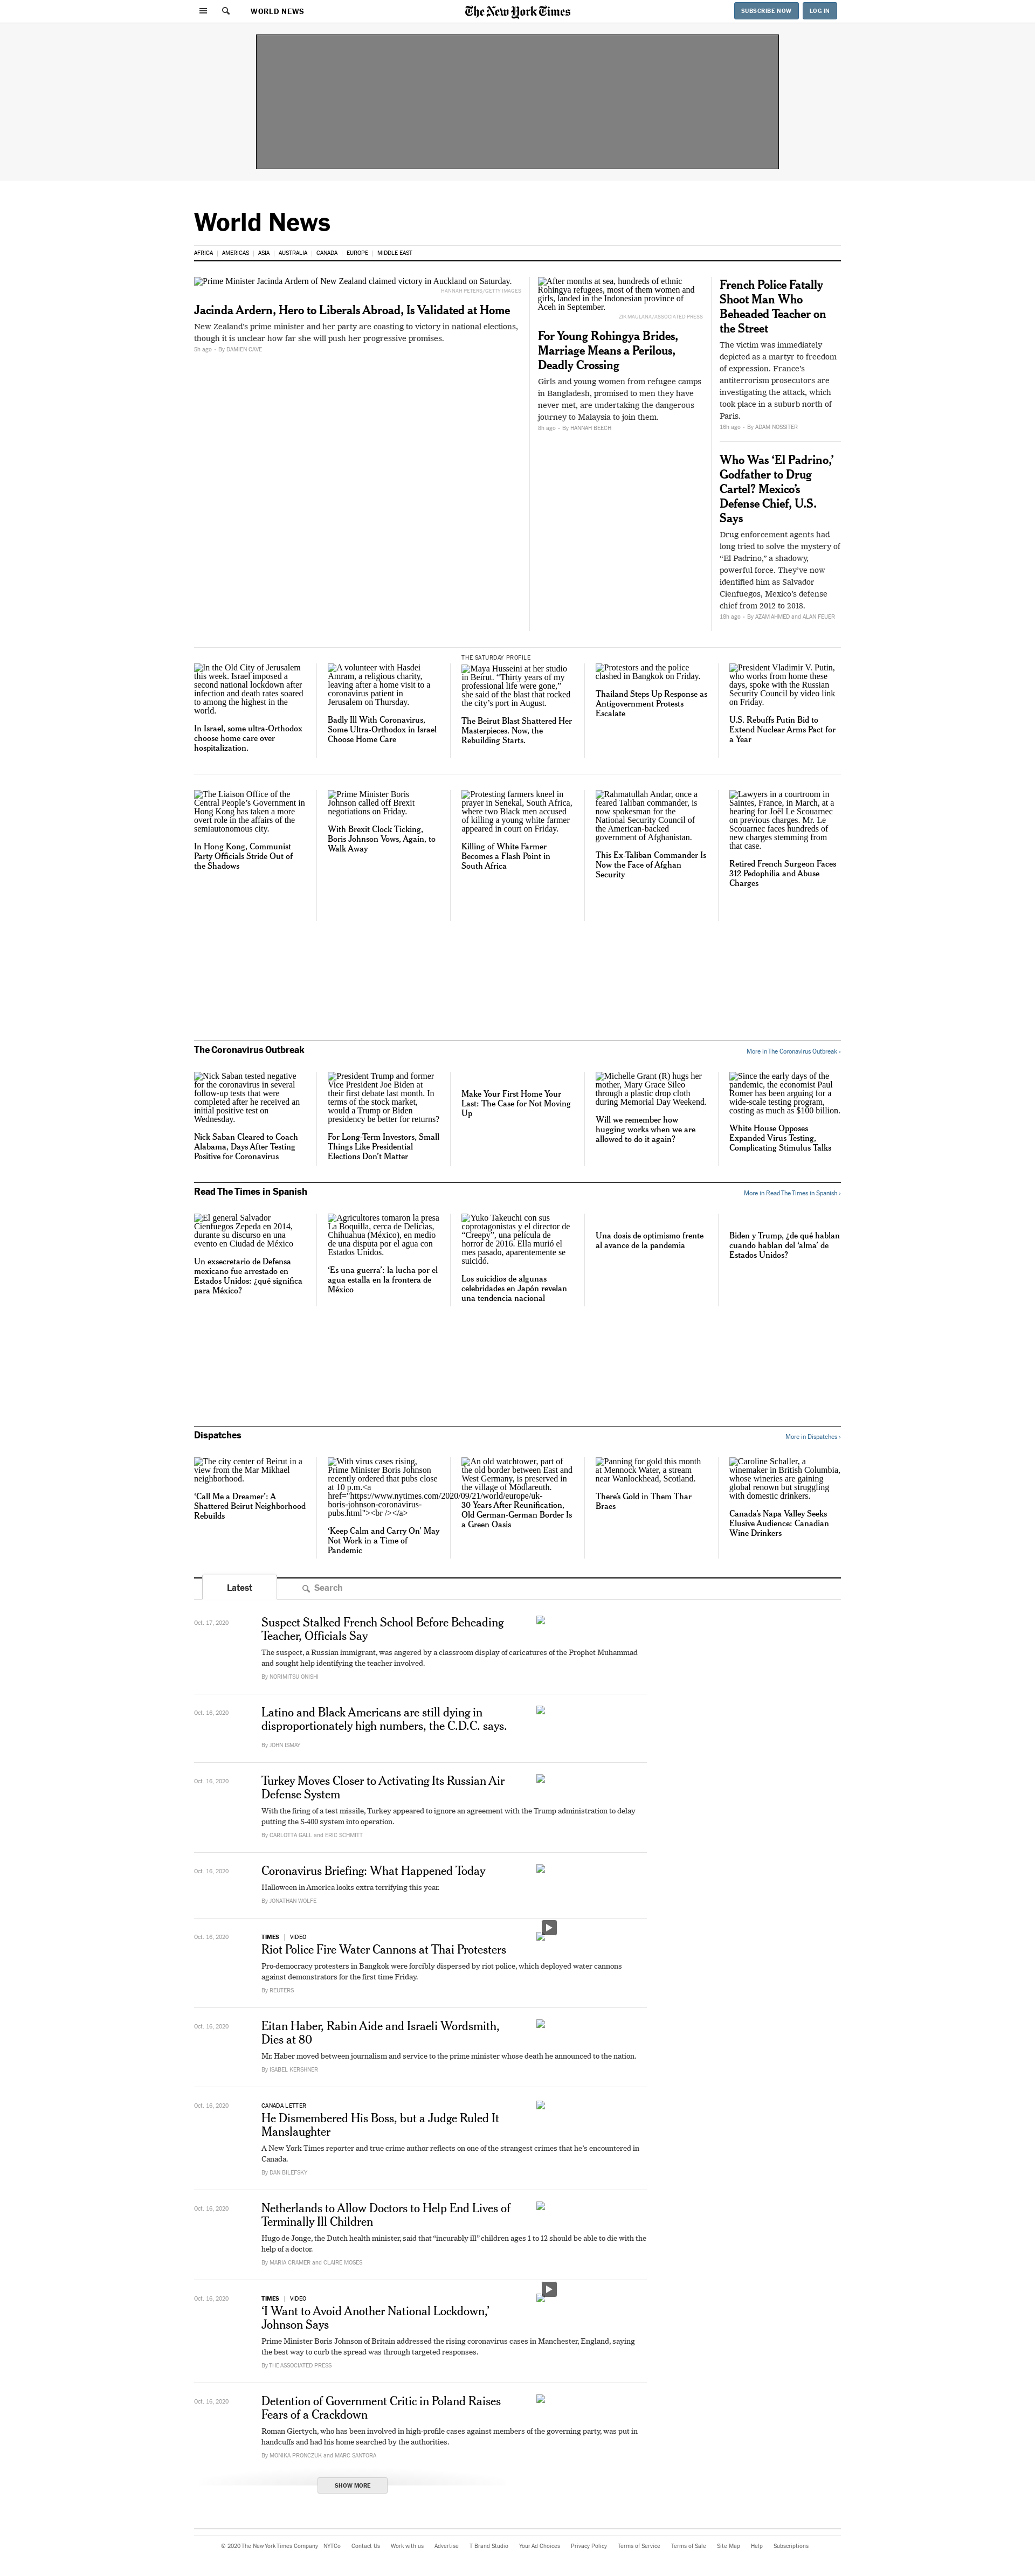 WORLD NEWS
The New York Times
SUBSCRIBE NOW
LOG IN
World News
AFRICA | AMERICAS | ASIA | AUSTRALIA | CANADA | EUROPE | MIDDLE EAST
Prime Minister Jacinda Ardern of New Zealand claimed victory in Auckland on Saturday.
HANNAH PETERS/GETTY IMAGES
Jacinda Ardern, Hero to Liberals Abroad, Is Validated at Home
New Zealand's prime minister and her party are coasting to victory in national elections,
though it is unclear how far she will push her progressive promises.
5h ago - By DAMIEN CAVE
After months at sea, hundreds of ethnic
Rohingya refugees, most of them women and
girls, landed in the Indonesian province of
Aceh in September.
ZIK MAULANA/ASSOCIATED PRESS
For Young Rohingya Brides,
Marriage Means a Perilous,
Deadly Crossing
Girls and young women from refugee camps
in Bangladesh, promised to men they have
never met, are undertaking the dangerous
journey to Malaysia to join them.
8h ago - By HANNAH BEECH
French Police Fatally
Shoot Man Who
Beheaded Teacher on
the Street
The victim was immediately
depicted as a martyr to freedom
of expression. France's
antiterrorism prosecutors are
investigating the attack, which
took place in a suburb north of
Paris.
16h ago - By ADAM NOSSITER
Who Was ‘El Padrino,’
Godfather to Drug
Cartel? Mexico’s
Defense Chief, U.S.
Says
Drug enforcement agents had
long tried to solve the mystery of
“El Padrino,” a shadowy,
powerful force. They’ve now
identified him as Salvador
Cienfuegos, Mexico’s defense
chief from 2012 to 2018.
18h ago - By AZAM AHMED and ALAN FEUER
In the Old City of Jerusalem
this week. Israel imposed a
second national lockdown after
infection and death rates soared
to among the highest in the
world.
In Israel, some ultra-Orthodox
choose home care over
hospitalization.
A volunteer with Hasdei
Amram, a religious charity,
leaving after a home visit to a
coronavirus patient in
Jerusalem on Thursday.
Badly Ill With Coronavirus,
Some Ultra-Orthodox in Israel
Choose Home Care
THE SATURDAY PROFILE
Maya Husseini at her studio
in Beirut. “Thirty years of my
professional life were gone,”
she said of the blast that rocked
the city’s port in August.
The Beirut Blast Shattered Her
Masterpieces. Now, the
Rebuilding Starts.
Protestors and the police
clashed in Bangkok on Friday.
Thailand Steps Up Response as
Antigovernment Protests
Escalate
President Vladimir V. Putin,
who works from home these
days, spoke with the Russian
Security Council by video link
on Friday.
U.S. Rebuffs Putin Bid to
Extend Nuclear Arms Pact for
a Year
The Liaison Office of the
Central People’s Government in
Hong Kong has taken a more
overt role in the affairs of the
semiautonomous city.
In Hong Kong, Communist
Party Officials Stride Out of
the Shadows
Prime Minister Boris
Johnson called off Brexit
negotiations on Friday.
With Brexit Clock Ticking,
Boris Johnson Vows, Again, to
Walk Away
Protesting farmers kneel in
prayer in Senekal, South Africa,
where two Black men accused
of killing a young white farmer
appeared in court on Friday.
Killing of White Farmer
Becomes a Flash Point in
South Africa
Rahmatullah Andar, once a
feared Taliban commander, is
now spokesman for the
National Security Council of
the American-backed
government of Afghanistan.
This Ex-Taliban Commander Is
Now the Face of Afghan
Security
Lawyers in a courtroom in
Saintes, France, in March, at a
hearing for Joël Le Scouarnec
on previous charges. Mr. Le
Scouarnec faces hundreds of
new charges stemming from
that case.
Retired French Surgeon Faces
312 Pedophilia and Abuse
Charges
The Coronavirus Outbreak
More in The Coronavirus Outbreak ›
Nick Saban tested negative
for the coronavirus in several
follow-up tests that were
completed after he received an
initial positive test on
Wednesday.
Nick Saban Cleared to Coach
Alabama, Days After Testing
Positive for Coronavirus
President Trump and former
Vice President Joe Biden at
their first debate last month. In
terms of the stock market,
would a Trump or Biden
presidency be better for returns?
For Long-Term Investors, Small
Things Like Presidential
Elections Don’t Matter
Make Your First Home Your
Last: The Case for Not Moving
Up
Michelle Grant (R) hugs her
mother, Mary Grace Sileo
through a plastic drop cloth
during Memorial Day Weekend.
Will we remember how
hugging works when we are
allowed to do it again?
Since the early days of the
pandemic, the economist Paul
Romer has been arguing for a
wide-scale testing program,
costing as much as $100 billion.
White House Opposes
Expanded Virus Testing,
Complicating Stimulus Talks
Read The Times in Spanish
More in Read The Times in Spanish ›
El general Salvador
Cienfuegos Zepeda en 2014,
durante su discurso en una
evento en Ciudad de México
Un exsecretario de Defensa
mexicano fue arrestado en
Estados Unidos: ¿qué significa
para México?
Agricultores tomaron la presa
La Boquilla, cerca de Delicias,
Chihuahua (México), en medio
de una disputa por el agua con
Estados Unidos.
‘Es una guerra’: la lucha por el
agua estalla en la frontera de
México
Yuko Takeuchi con sus
coprotagonistas y el director de
“Creepy”, una película de
horror de 2016. Ella murió el
mes pasado, aparentemente se
suicidó.
Los suicidios de algunas
celebridades en Japón revelan
una tendencia nacional
Una dosis de optimismo frente
al avance de la pandemia
Biden y Trump, ¿de qué hablan
cuando hablan del ‘alma’ de
Estados Unidos?
Dispatches
More in Dispatches ›
The city center of Beirut in a
view from the Mar Mikhael
neighborhood.
‘Call Me a Dreamer’: A
Shattered Beirut Neighborhood
Rebuilds
With virus cases rising,
Prime Minister Boris Johnson
recently ordered that pubs close
at 10 p.m.<a
href="https://www.nytimes.com/2020/09/21/world/europe/uk-
boris-johnson-coronavirus-
pubs.html"><br /></a>
‘Keep Calm and Carry On’ May
Not Work in a Time of
Pandemic
An old watchtower, part of
the old border between East and
West Germany, is preserved in
the village of Mödlareuth.
30 Years After Reunification,
Old German-German Border Is
a Green Oasis
Panning for gold this month
at Mennock Water, a stream
near Wanlockhead, Scotland.
There’s Gold in Them Thar
Braes
Caroline Schaller, a
winemaker in British Columbia,
whose wineries are gaining
global renown but struggling
with domestic drinkers.
Canada’s Napa Valley Seeks
Elusive Audience: Canadian
Wine Drinkers
Latest
Search
Oct. 17, 2020
Suspect Stalked French School Before Beheading
Teacher, Officials Say
The suspect, a Russian immigrant, was angered by a classroom display of caricatures of the Prophet Muhammad
and sought help identifying the teacher involved.
By NORIMITSU ONISHI
Oct. 16, 2020
Latino and Black Americans are still dying in
disproportionately high numbers, the C.D.C. says.
By JOHN ISMAY
Oct. 16, 2020
Turkey Moves Closer to Activating Its Russian Air
Defense System
With the firing of a test missile, Turkey appeared to ignore an agreement with the Trump administration to delay
putting the S-400 system into operation.
By CARLOTTA GALL and ERIC SCHMITT
Oct. 16, 2020
Coronavirus Briefing: What Happened Today
Halloween in America looks extra terrifying this year.
By JONATHAN WOLFE
Oct. 16, 2020
TIMES | VIDEO
Riot Police Fire Water Cannons at Thai Protesters
Pro-democracy protesters in Bangkok were forcibly dispersed by riot police, which deployed water cannons
against demonstrators for the first time Friday.
By REUTERS
Oct. 16, 2020
Eitan Haber, Rabin Aide and Israeli Wordsmith,
Dies at 80
Mr. Haber moved between journalism and service to the prime minister whose death he announced to the nation.
By ISABEL KERSHNER
Oct. 16, 2020
CANADA LETTER
He Dismembered His Boss, but a Judge Ruled It
Manslaughter
A New York Times reporter and true crime author reflects on one of the strangest crimes that he’s encountered in
Canada.
By DAN BILEFSKY
Oct. 16, 2020
Netherlands to Allow Doctors to Help End Lives of
Terminally Ill Children
Hugo de Jonge, the Dutch health minister, said that “incurably ill” children ages 1 to 12 should be able to die with the
help of a doctor.
By MARIA CRAMER and CLAIRE MOSES
Oct. 16, 2020
TIMES | VIDEO
‘I Want to Avoid Another National Lockdown,’
Johnson Says
Prime Minister Boris Johnson of Britain addressed the rising coronavirus cases in Manchester, England, saying
the best way to curb the spread was through targeted responses.
By THE ASSOCIATED PRESS
Oct. 16, 2020
Detention of Government Critic in Poland Raises
Fears of a Crackdown
Roman Giertych, who has been involved in high-profile cases against members of the governing party, was put in
handcuffs and had his home searched by the authorities.
By MONIKA PRONCZUK and MARC SANTORA
SHOW MORE
© 2020 The New York Times Company NYTCo Contact Us Work with us Advertise T Brand Studio Your Ad Choices Privacy Policy Terms of Service Terms of Sale Site Map Help Subscriptions